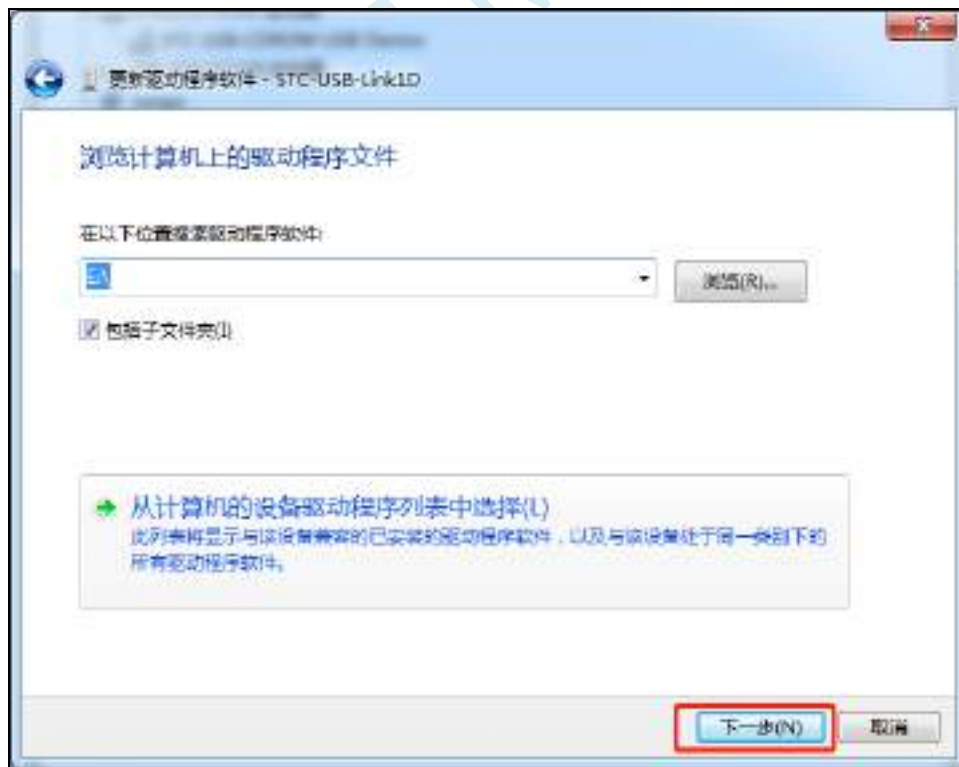 更新驱动程序软件 - STC-USB-Link1D
浏览计算机上的驱动程序文件
在以下位置搜索驱动程序软件:
E:\
浏览(R)...
包括子文件夹(I)
从计算机的设备驱动程序列表中选择(L)
此列表将显示与该设备兼容的已安装的驱动程序软件，以及与该设备处于同一类别下的
所有驱动程序软件。
下一步(N)
取消